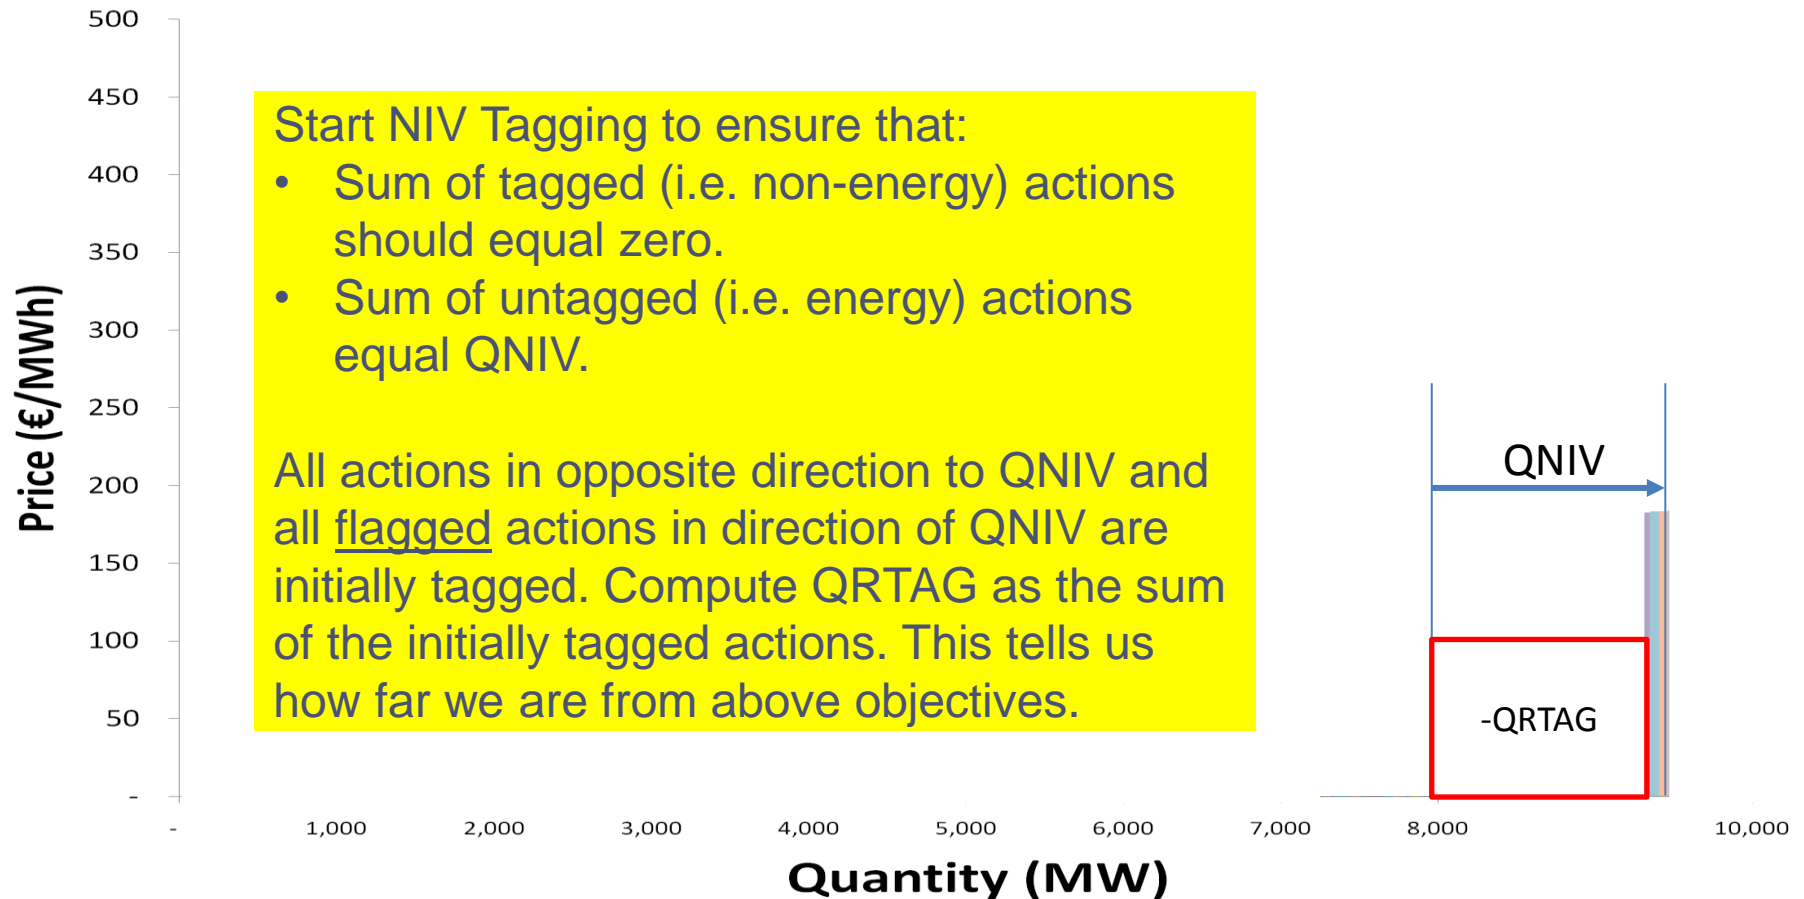 500
450
400
350
300
250
200
150
100
50
-
Price (€/MWh)
Start NIV Tagging to ensure that:
• Sum of tagged (i.e. non-energy) actions
should equal zero.
• Sum of untagged (i.e. energy) actions
equal QNIV.
All actions in opposite direction to QNIV and
all flagged actions in direction of QNIV are
initially tagged. Compute QRTAG as the sum
of the initially tagged actions. This tells us
how far we are from above objectives.
QNIV
-QRTAG
- 1,000 2,000 3,000 4,000 5,000 6,000 7,000 8,000 10,000
Quantity (MW)